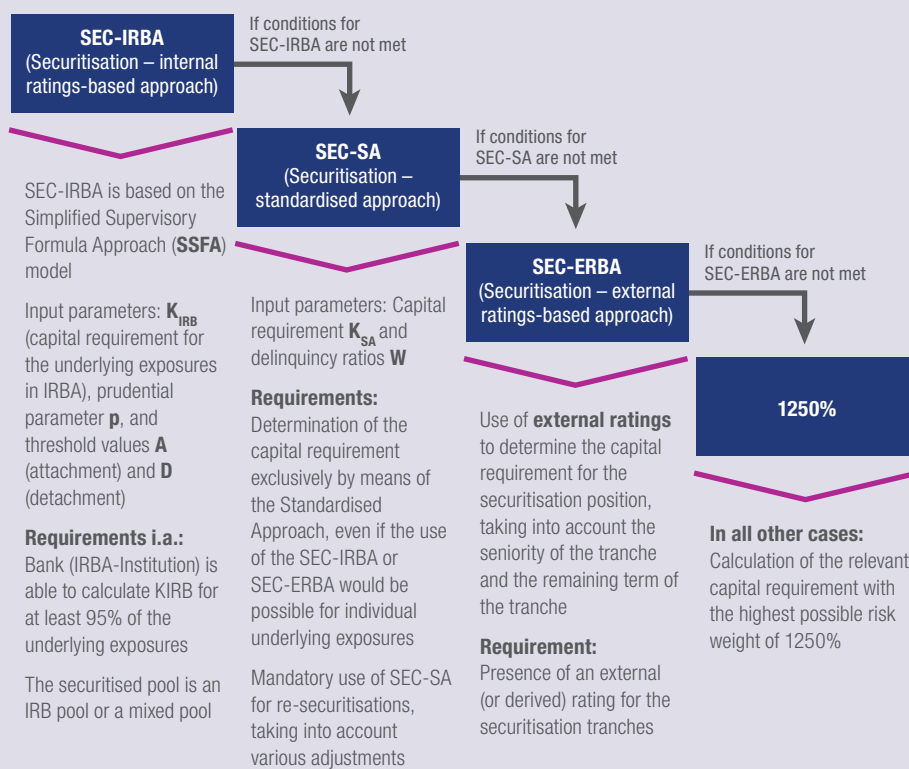 SEC-IRBA
(Securitisation – internal
ratings-based approach)
If conditions for
SEC-IRBA are not met
SEC-IRBA is based on the
Simplified Supervisory
Formula Approach (SSFA)
model
Input parameters: KIRB
(capital requirement for
the underlying exposures
in IRBA), prudential
parameter p, and
threshold values A
(attachment) and D
(detachment)
Requirements i.a.:
Bank (IRBA-Institution) is
able to calculate KIRB for
at least 95% of the
underlying exposures
The securitised pool is an
IRB pool or a mixed pool
SEC-SA
(Securitisation –
standardised approach)
If conditions for
SEC-SA are not met
Input parameters: Capital
requirement KSA and
delinquency ratios W
Requirements:
Determination of the
capital requirement
exclusively by means of
the Standardised
Approach, even if the use
of the SEC-IRBA or
SEC-ERBA would be
possible for individual
underlying exposures
Mandatory use of SEC-SA
for re-securitisations,
taking into account
various adjustments
SEC-ERBA
(Securitisation – external
ratings-based approach)
If conditions for
SEC-ERBA are not met
Use of external ratings
to determine the capital
requirement for the
securitisation position,
taking into account the
seniority of the tranche
and the remaining term of
the tranche
Requirement:
Presence of an external
(or derived) rating for the
securitisation tranches
1250%
In all other cases:
Calculation of the relevant
capital requirement with
the highest possible risk
weight of 1250%